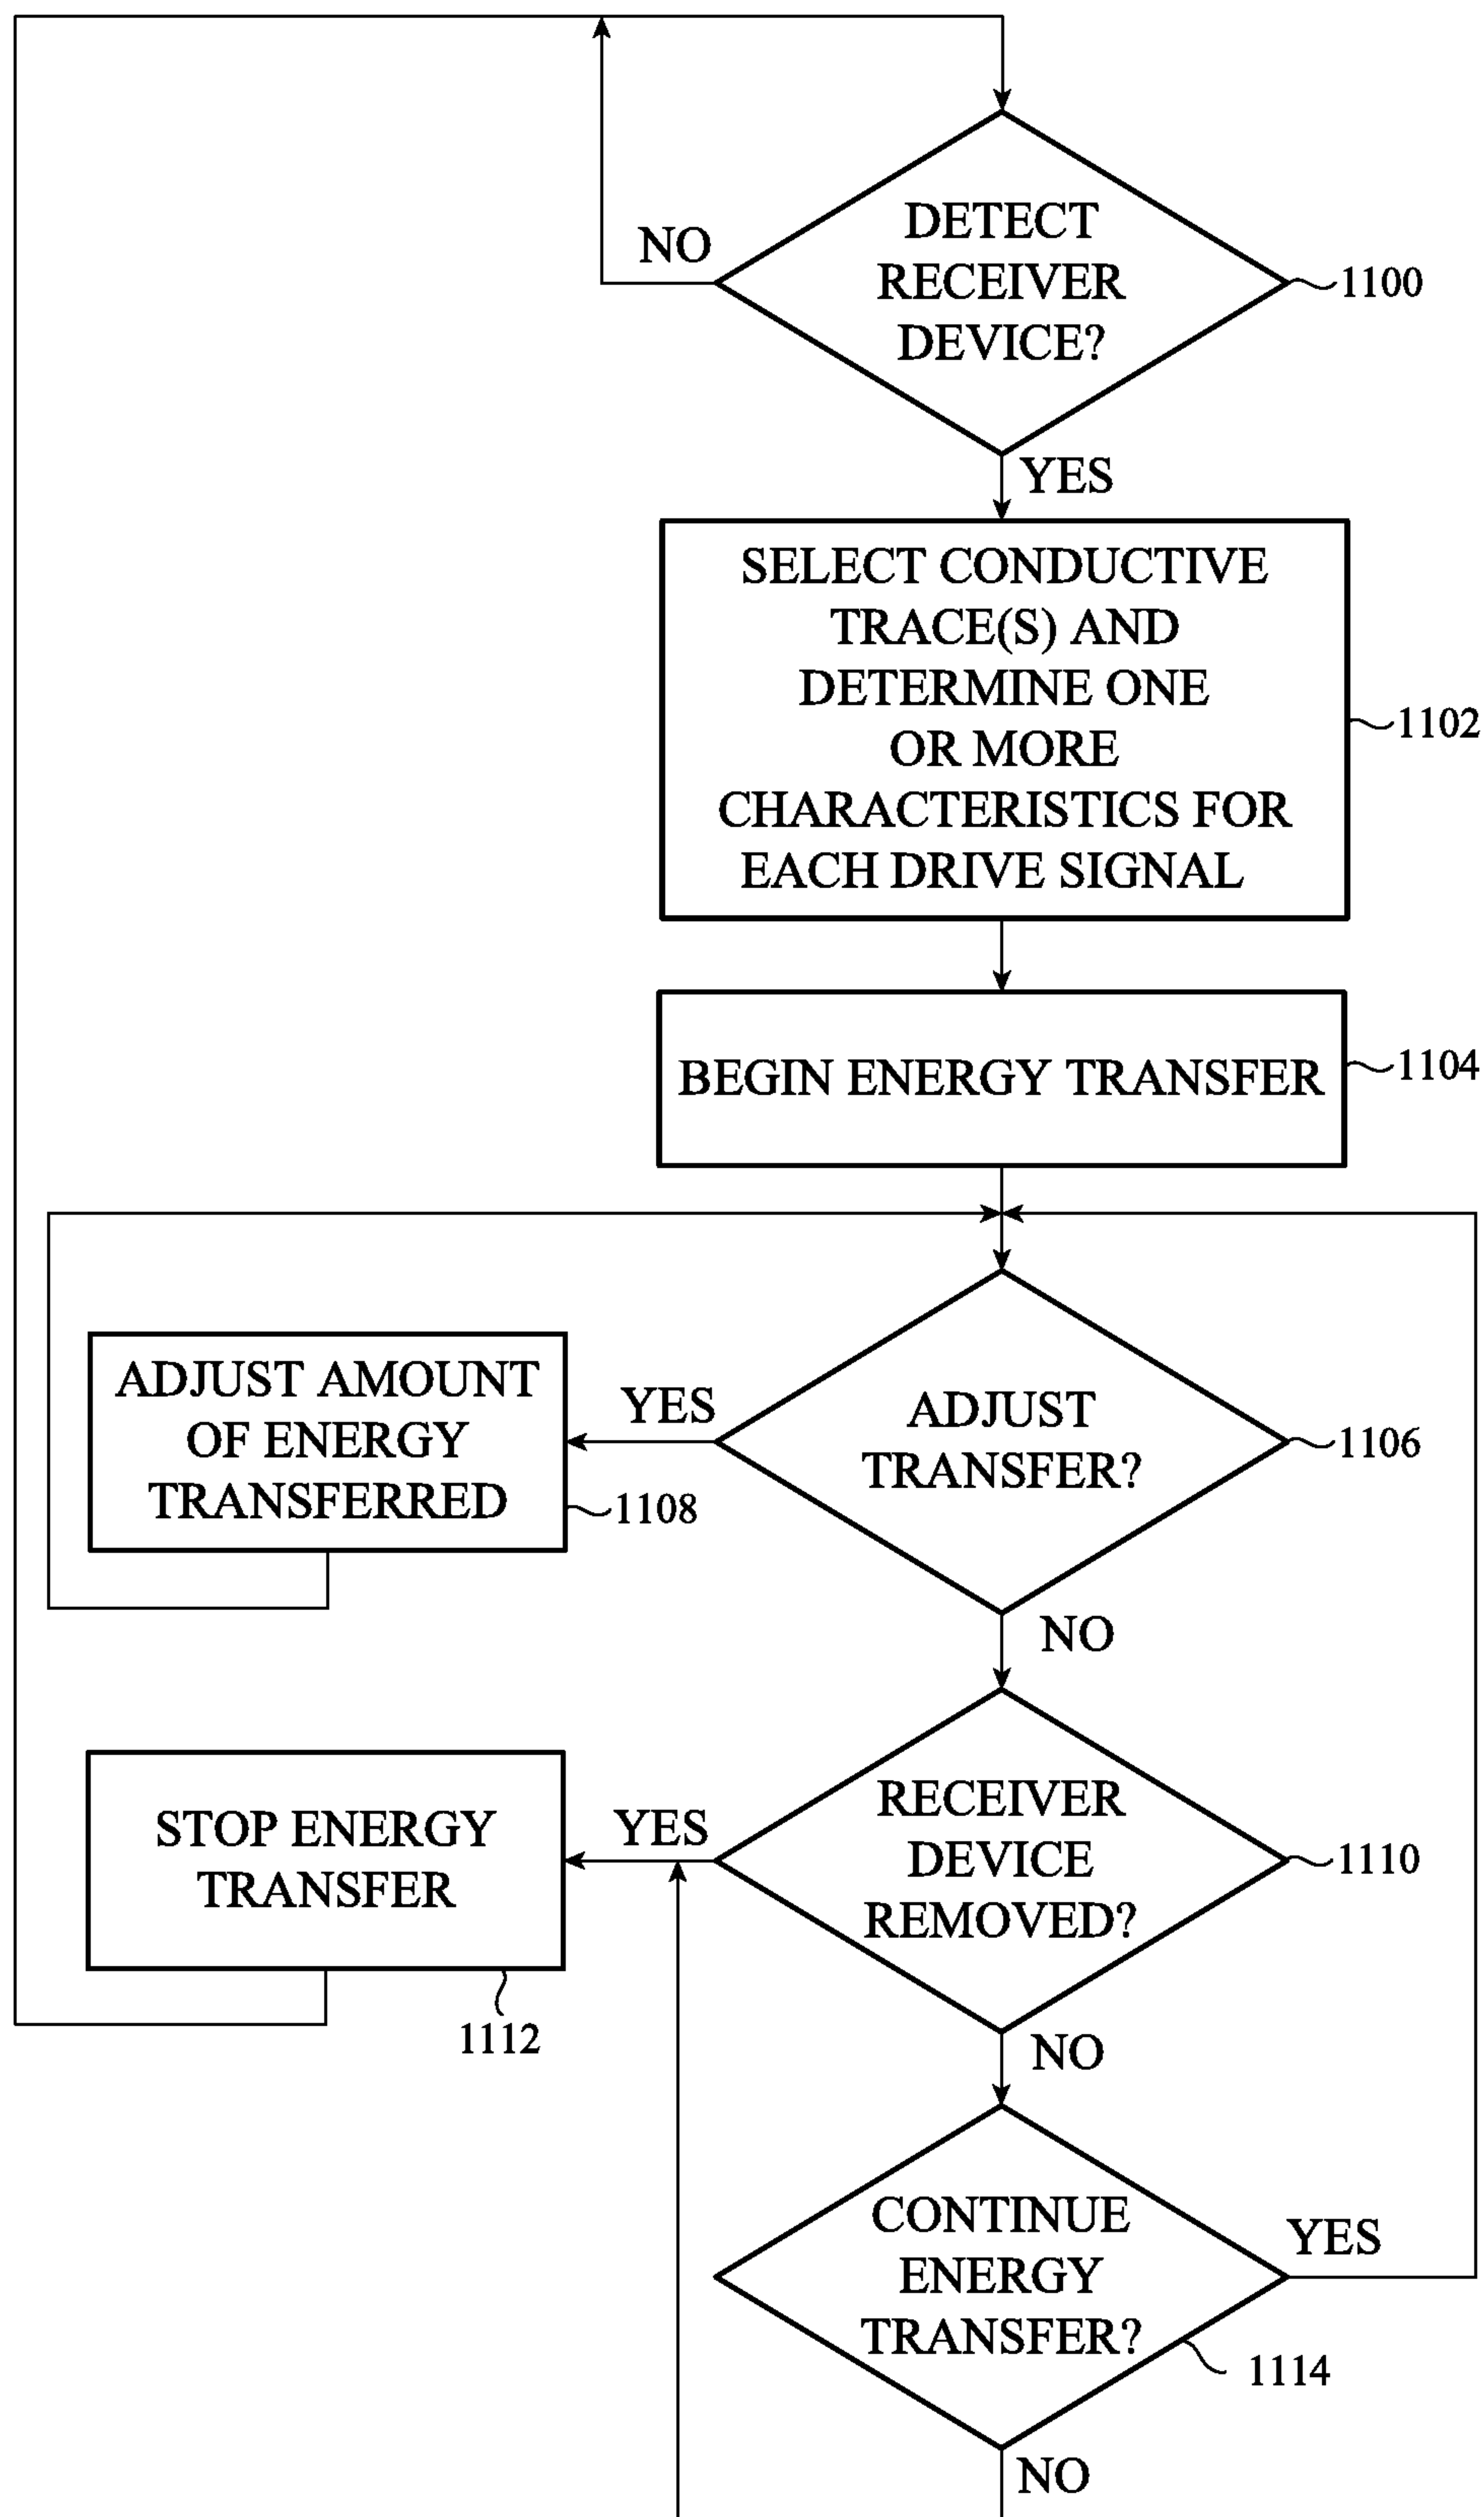 DETECT
RECEIVER
DEVICE?
NO
1100
YES
SELECT CONDUCTIVE
TRACE(S) AND
DETERMINE ONE
OR MORE
CHARACTERISTICS FOR
EACH DRIVE SIGNAL
1102
BEGIN ENERGY TRANSFER
1104
ADJUST
TRANSFER?
1106
YES
ADJUST AMOUNT
OF ENERGY
TRANSFERRED
1108
NO
RECEIVER
DEVICE
REMOVED?
1110
YES
STOP ENERGY
TRANSFER
1112
NO
CONTINUE
ENERGY
TRANSFER?
YES
1114
NO